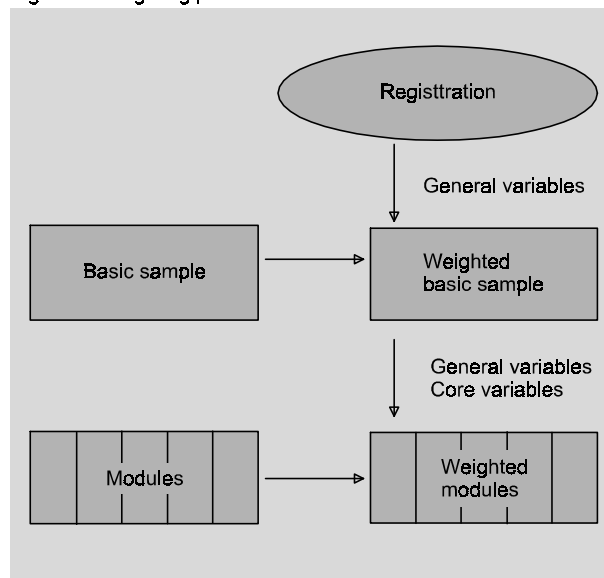 Registtration
General variables
Basic sample
Weighted
basic sample
General variables
Core variables
Modules
Weighted
modules